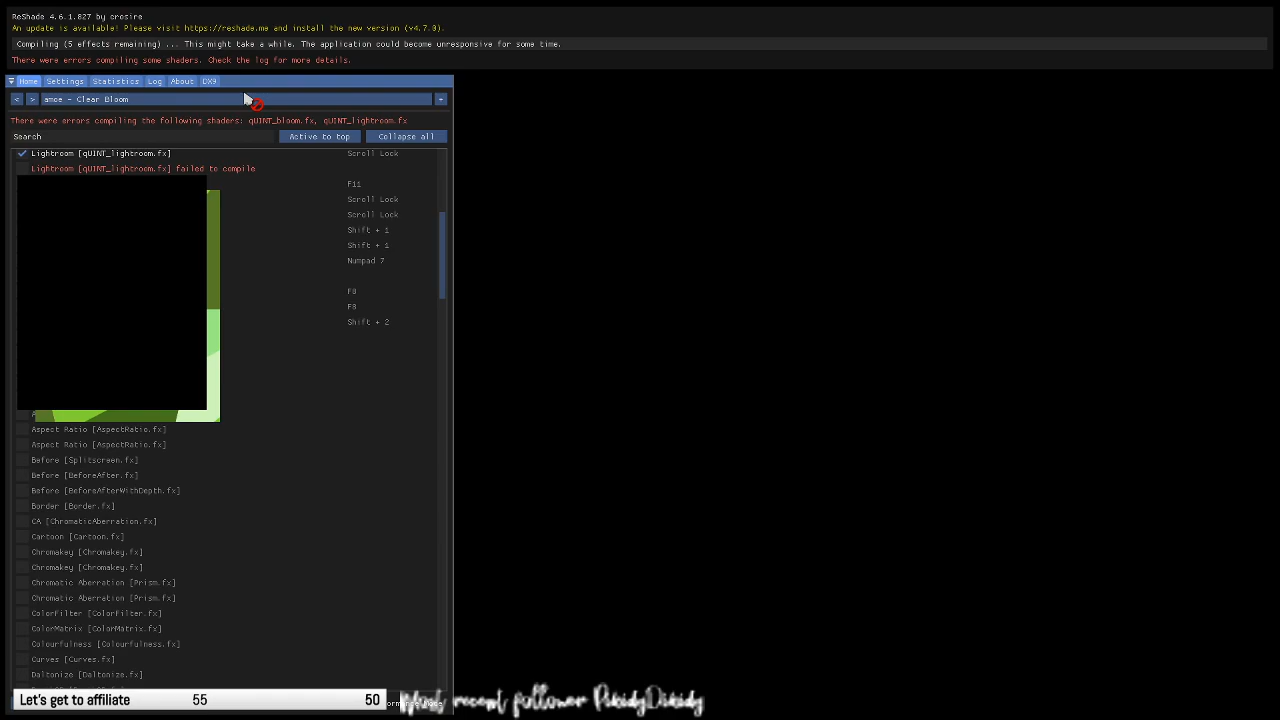 ReShade 4.6.1.827 by crosire
An update is available! Please visit https://reshade.me and install the new version (v4.7.0).
Compiling (5 effects remaining) ... This might take a while. The application could become unresponsive for some time.
There were errors compiling some shaders. Check the log for more details.
Home Settings Statistics Log About DX9
< > amoe - Clear Bloom
There were errors compiling the following shaders: qUINT_bloom.fx, qUINT_lightroom.fx
Search Active to top Collapse all
Lightroom [qUINT_lightroom.fx] Scroll Lock
Lightroom [qUINT_lightroom.fx] failed to compile
F11
Scroll Lock
Scroll Lock
Shift + 1
Shift + 1
Numpad 7
F8
F8
Shift + 2
Aspect Ratio [AspectRatio.fx]
Aspect Ratio [AspectRatio.fx]
Before [Splitscreen.fx]
Before [BeforeAfter.fx]
Before [BeforeAfterWithDepth.fx]
Border [Border.fx]
CA [ChromaticAberration.fx]
Cartoon [Cartoon.fx]
Chromakey [Chromakey.fx]
Chromakey [Chromakey.fx]
Chromatic Aberration [Prism.fx]
Chromatic Aberration [Prism.fx]
ColorFilter [ColorFilter.fx]
ColorMatrix [ColorMatrix.fx]
Colourfulness [Colourfulness.fx]
Curves [Curves.fx]
Daltonize [Daltonize.fx]
Let's get to affiliate 55 50
Most recent follower PokidyDokidy